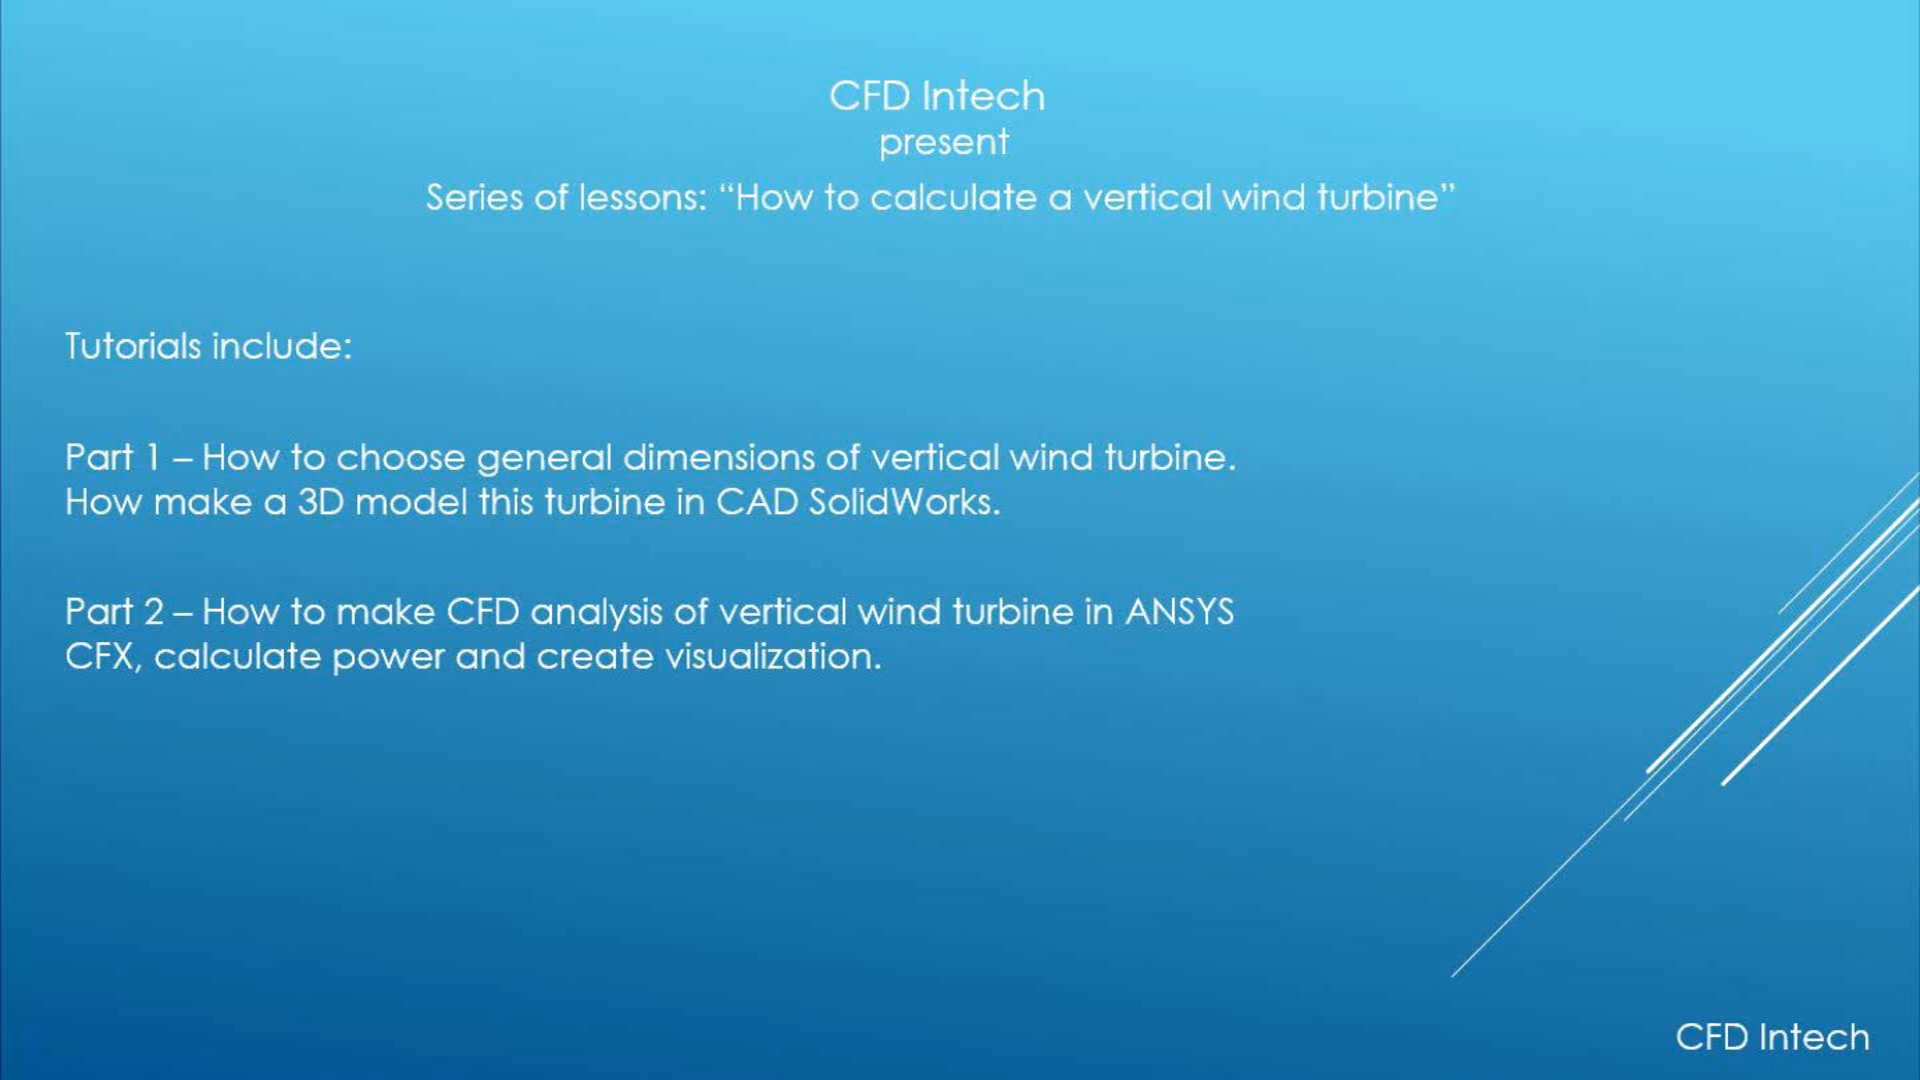 CFD Intech
present
Series of lessons: “How to calculate a vertical wind turbine”
Tutorials include:
Part 1 – How to choose general dimensions of vertical wind turbine.
How make a 3D model this turbine in CAD SolidWorks.
Part 2 – How to make CFD analysis of vertical wind turbine in ANSYS
CFX, calculate power and create visualization.
CFD Intech